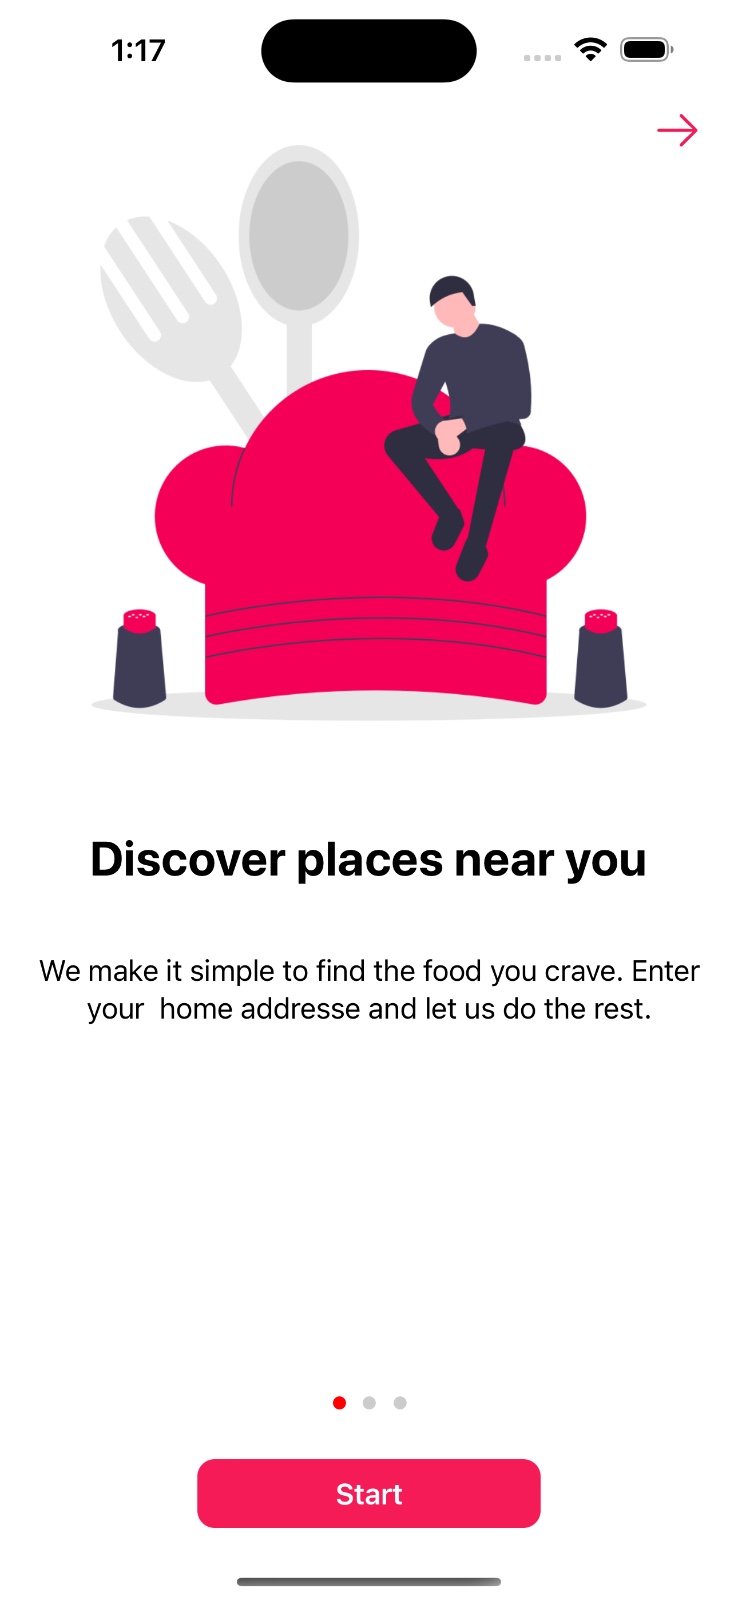 1:17
Discover places near you
We make it simple to find the food you crave. Enter
your  home addresse and let us do the rest.
Start